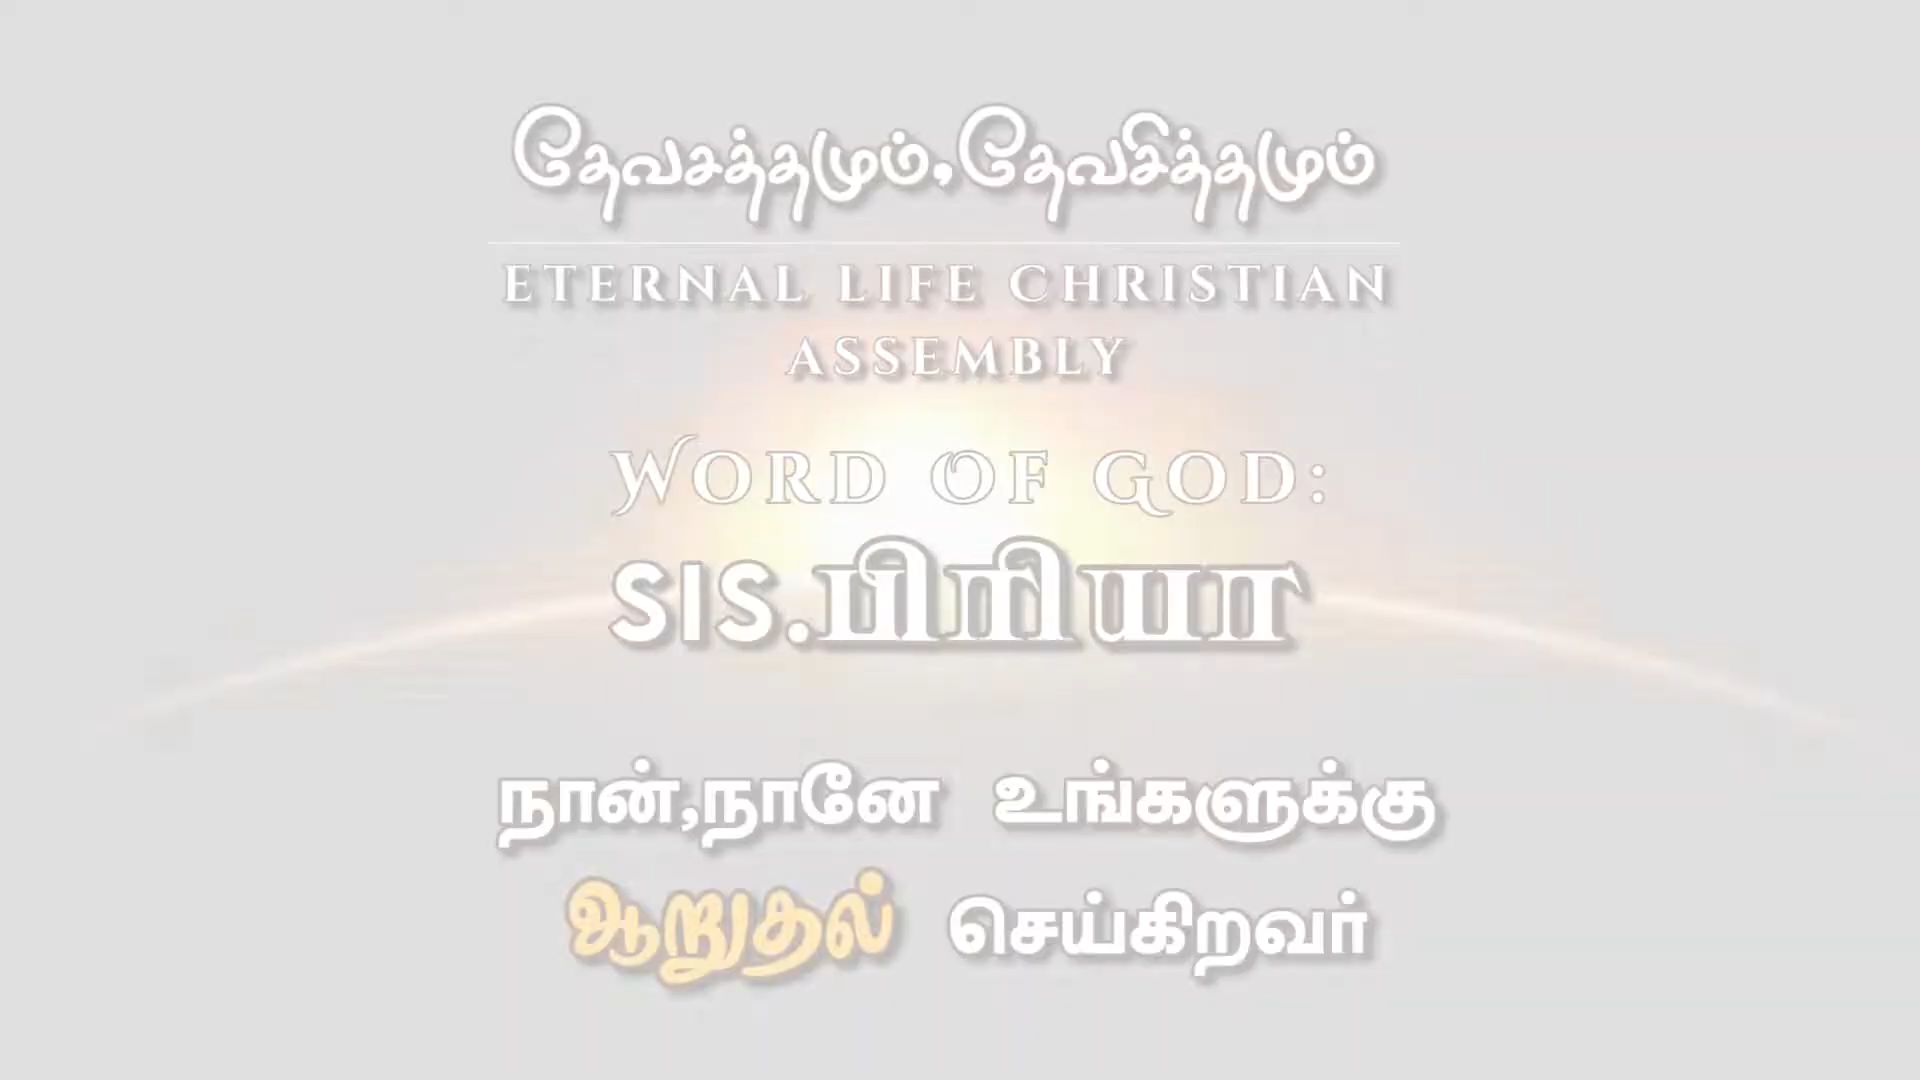 தேவசத்தமும்,தேவசித்தமும்
ETERNAL LIFE CHRISTIAN
ASSEMBLY
WORD OF GOD:
SIS.பிரியா
நான்,நானே உங்களுக்கு
ஆறுதல் செய்கிறவர்